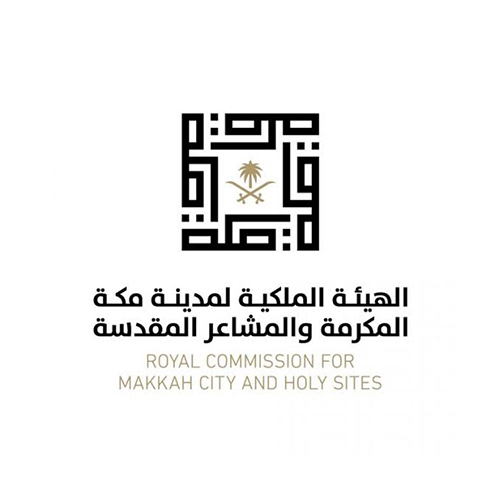 الهيئة الملكية لمدينة مكة
المكرمة والمشاعر المقدسة
ROYAL COMMISSION FOR
MAKKAH CITY AND HOLY SITES